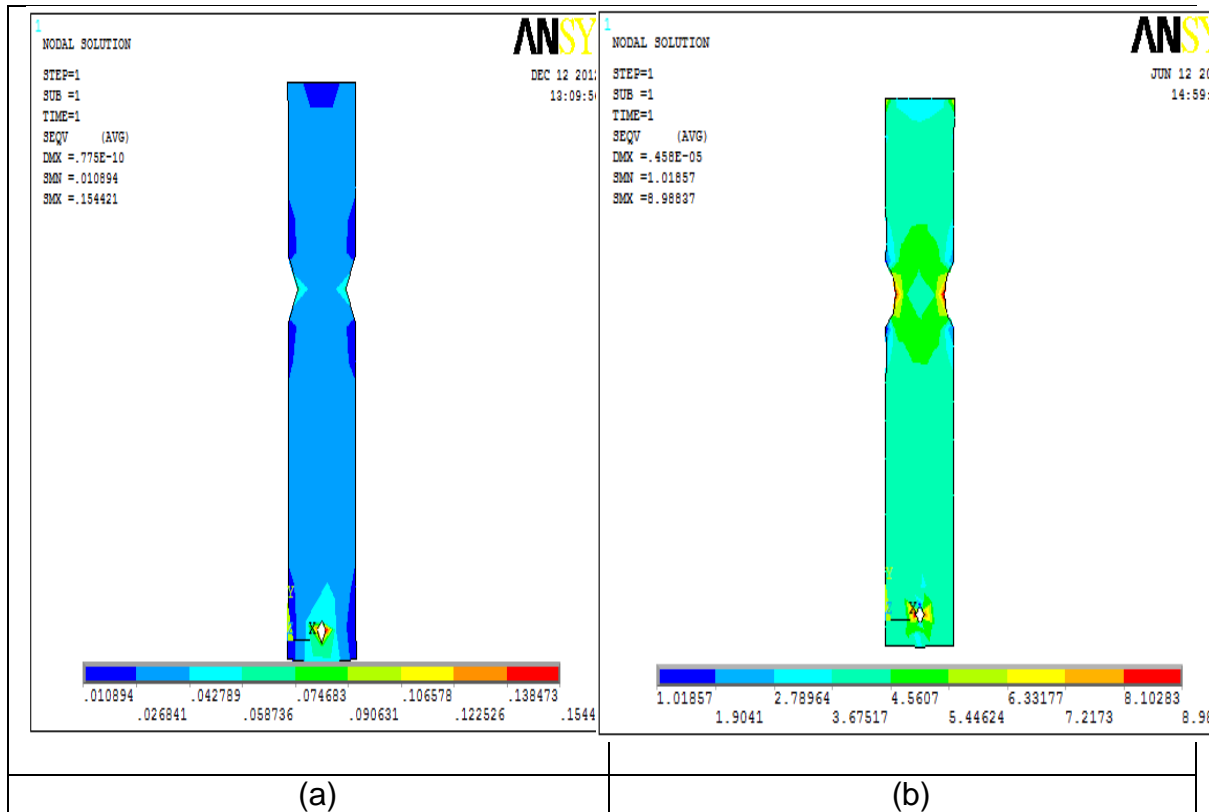 1
NODAL SOLUTION
STEP=1
SUB =1
TIME=1
SEQV (AVG)
DMX =.775E-10
SMN =.010894
SMX =.154421
ANSY
DEC 12 201
13:09:5
Y
X
.010894 .042789 .074683 .106578 .138473
.026841 .058736 .090631 .122526 .1544
(a)
1
NODAL SOLUTION
STEP=1
SUB =1
TIME=1
SEQV (AVG)
DMX =.458E-05
SMN =1.01857
SMX =8.98837
ANSY
JUN 12 20
14:59:
Y
X
1.01857 2.78964 4.5607 6.33177 8.10283
1.9041 3.67517 5.44624 7.2173 8.98
(b)